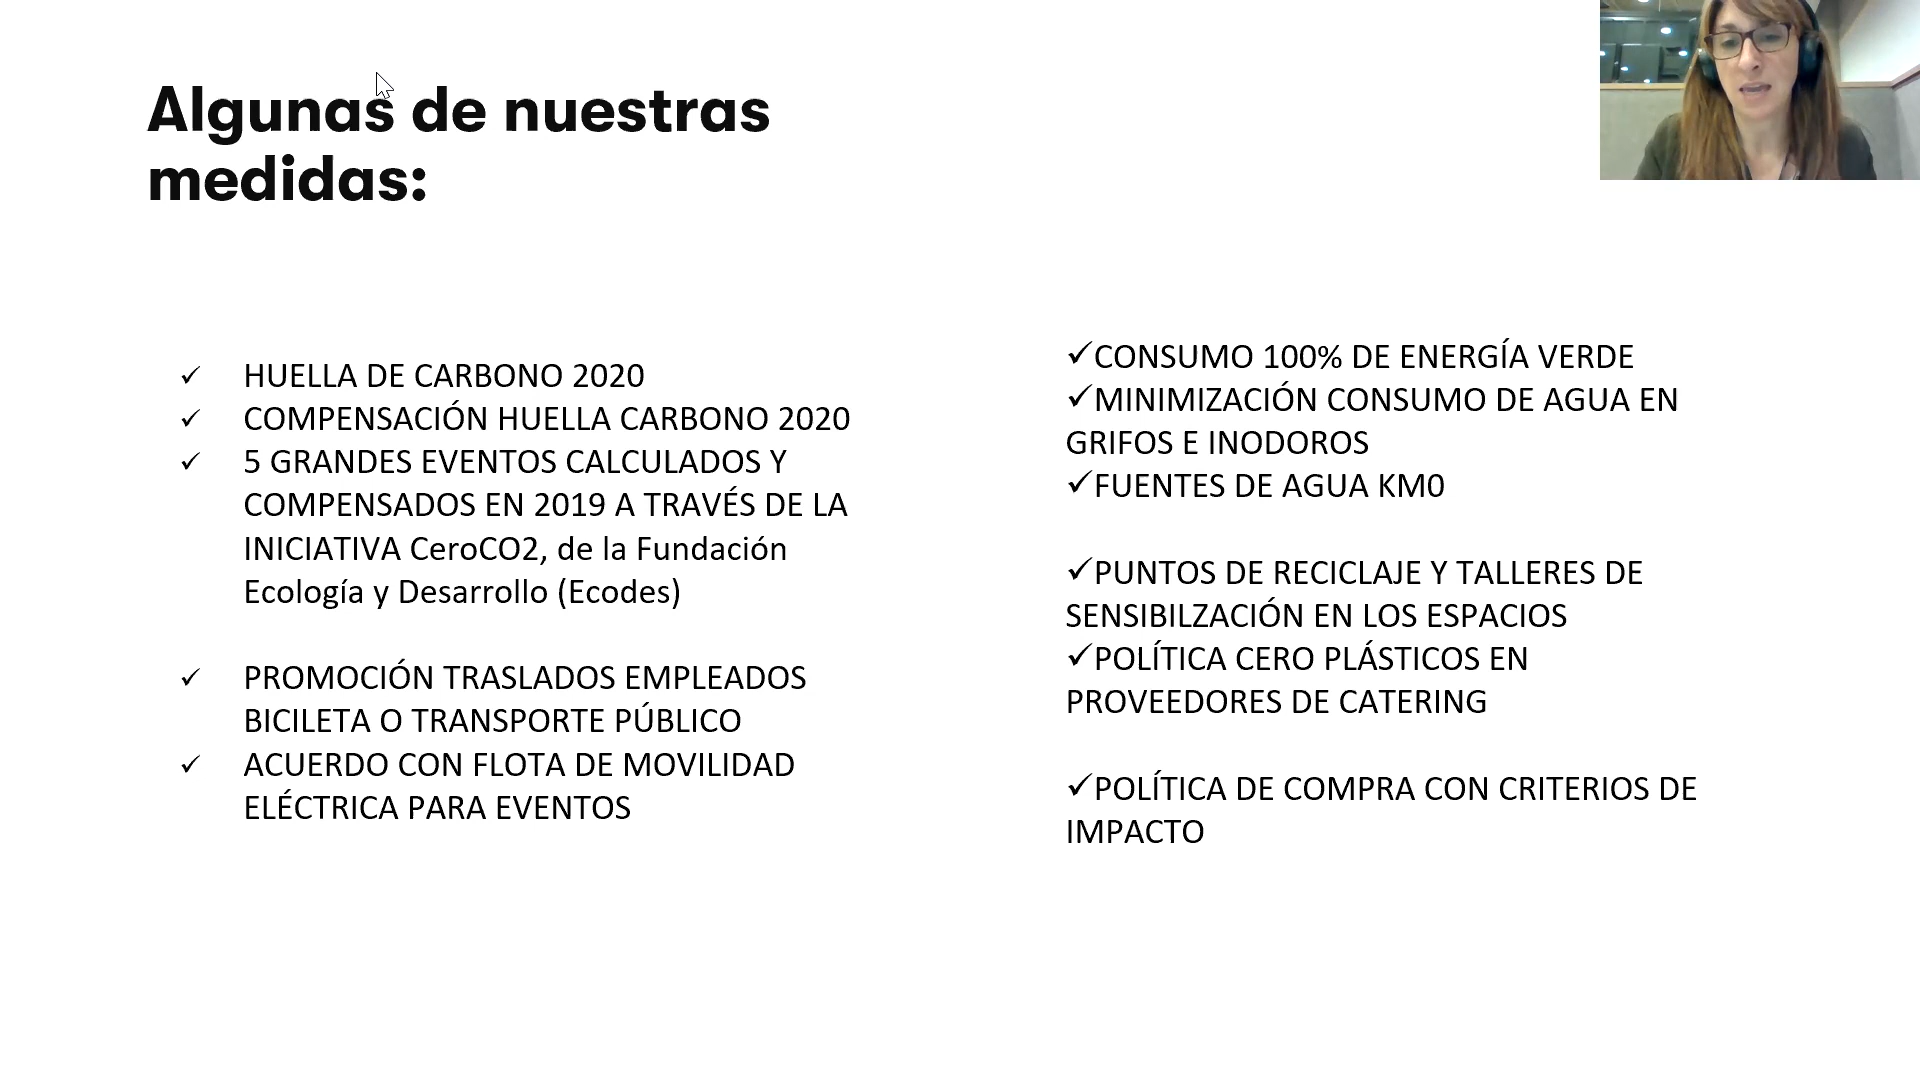 Algunas de nuestras
medidas:
✓ HUELLA DE CARBONO 2020
✓ COMPENSACIÓN HUELLA CARBONO 2020
✓ 5 GRANDES EVENTOS CALCULADOS Y
COMPENSADOS EN 2019 A TRAVÉS DE LA
INICIATIVA CeroCO2, de la Fundación
Ecología y Desarrollo (Ecodes)
✓ PROMOCIÓN TRASLADOS EMPLEADOS
BICILETA O TRANSPORTE PÚBLICO
✓ ACUERDO CON FLOTA DE MOVILIDAD
ELÉCTRICA PARA EVENTOS
✓CONSUMO 100% DE ENERGÍA VERDE
✓MINIMIZACIÓN CONSUMO DE AGUA EN
GRIFOS E INODOROS
✓FUENTES DE AGUA KM0
✓PUNTOS DE RECICLAJE Y TALLERES DE
SENSIBILZACIÓN EN LOS ESPACIOS
✓POLÍTICA CERO PLÁSTICOS EN
PROVEEDORES DE CATERING
✓POLÍTICA DE COMPRA CON CRITERIOS DE
IMPACTO